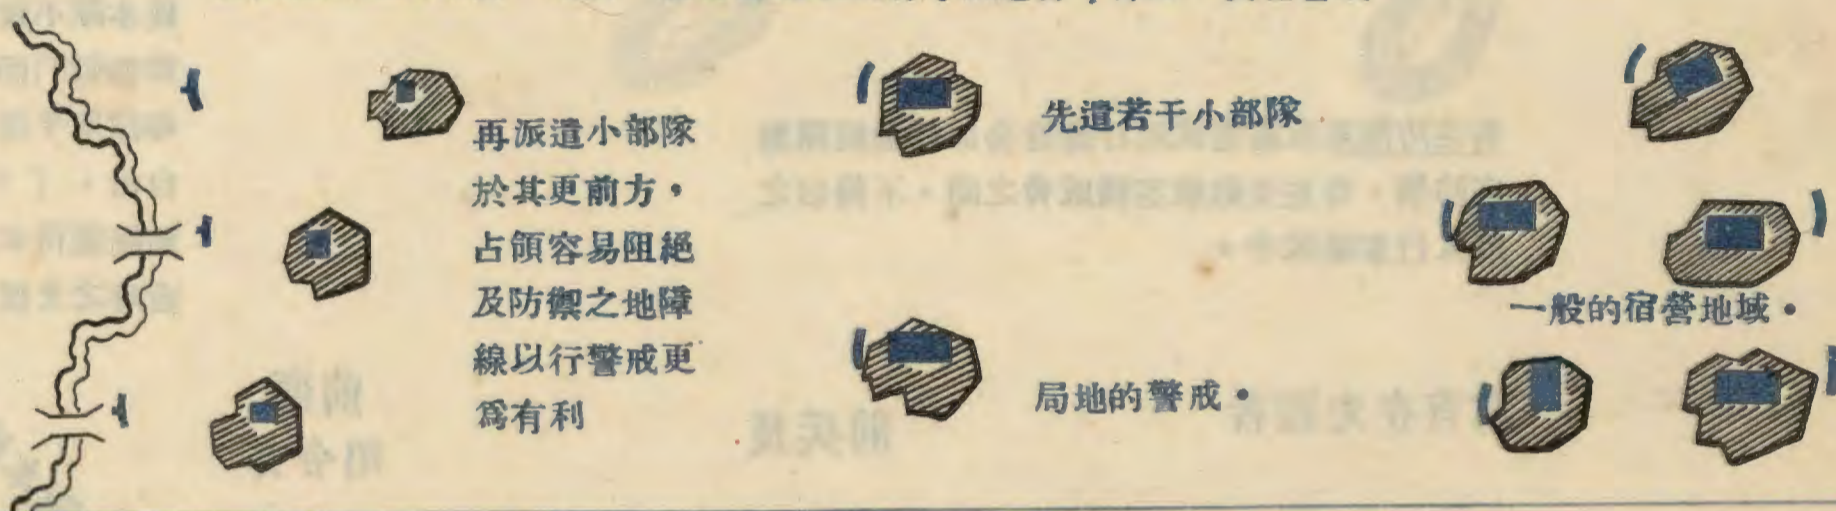 再派遣小部隊
於其更前方，
占領容易阻絕
及防禦之地障
線以行警戒更
爲有利
先遣若干小部隊
局地的警戒。
一般的宿營地域。